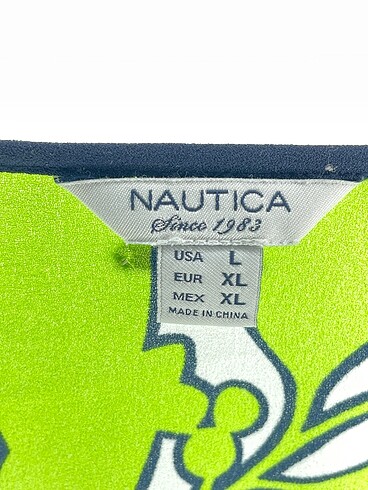 NAUTICA
Since 1983
USA L
EUR XL
MEX XL
MADE IN CHINA